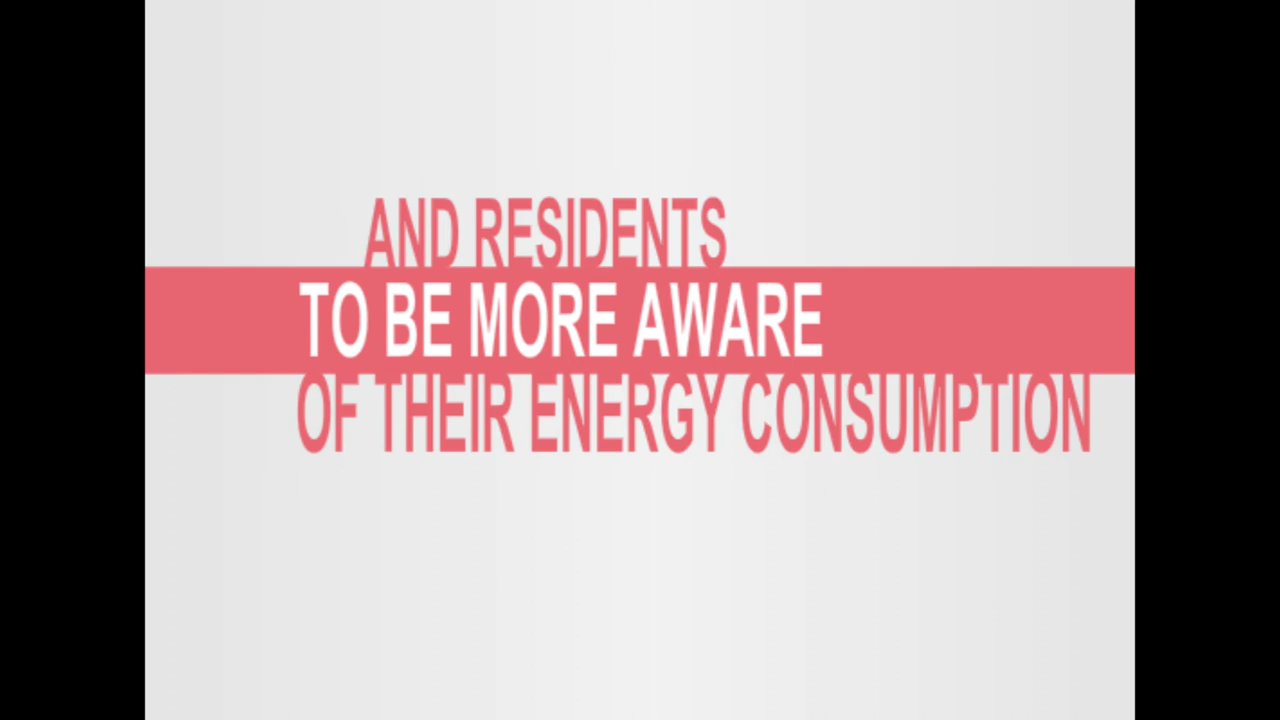 AND RESIDENTS
TO BE MORE AWARE
OF THEIR ENERGY CONSUMPTION